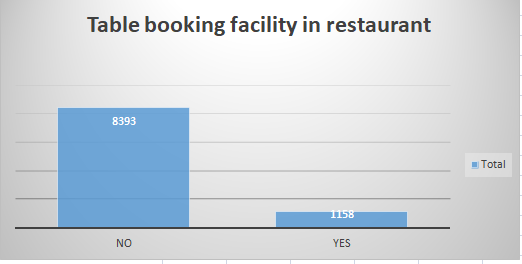 Table booking facility in restaurant
8393
1158
Total
NO
YES